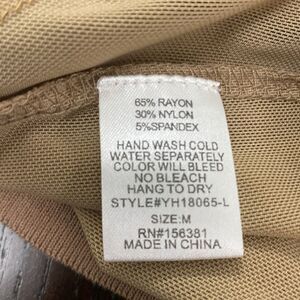 65% RAYON
30% NYLON
5%SPANDEX
HAND WASH COLD
WATER SEPARATELY
COLOR WILL BLEED
NO BLEACH
HANG TO DRY
STYLE#YH18065-L
SIZE:M
RN#156381
MADE IN CHINA